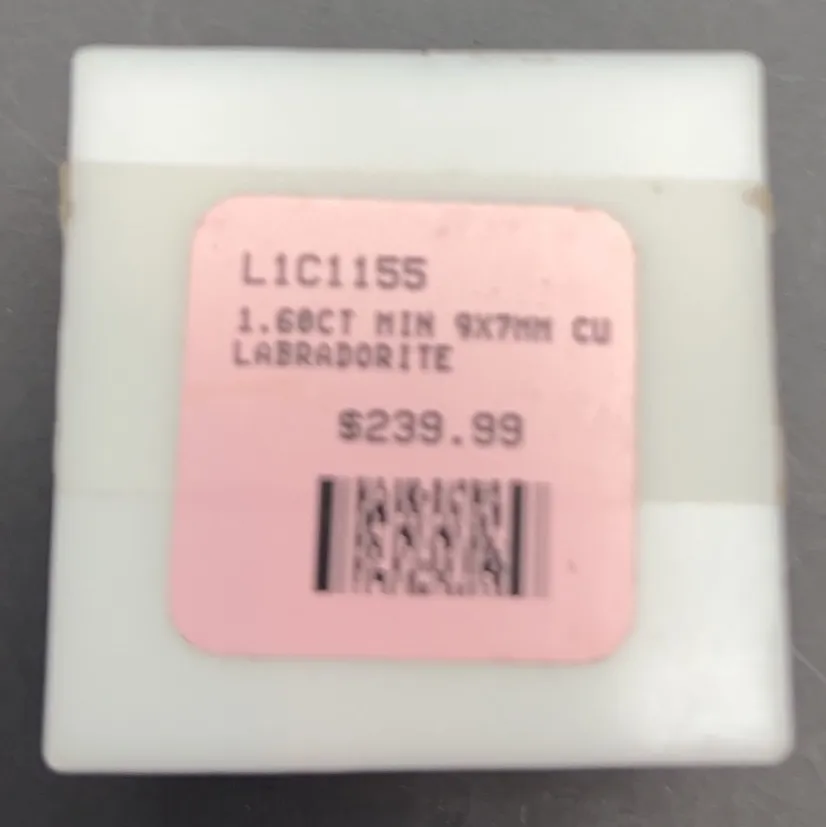 L1C1155
1.60CT MIN 9X7MM CU
LABRADORITE
$239.99